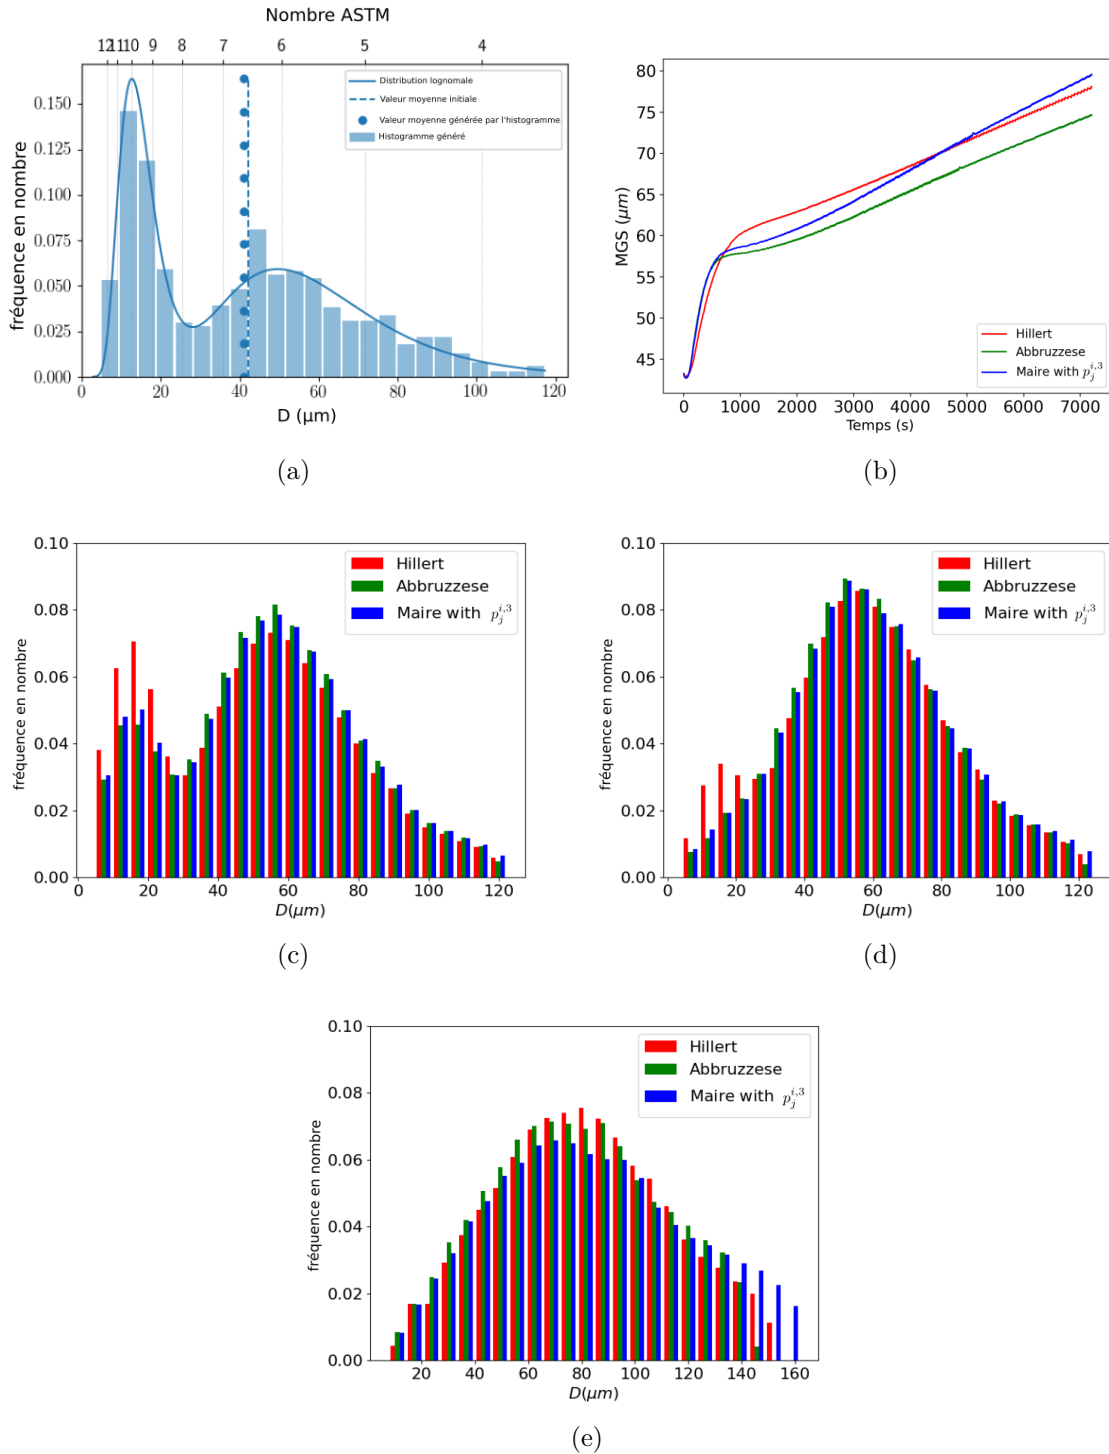 Nombre ASTM
12 11 10 9 8 7 6 5 4
fréquence en nombre
0.150
0.125
0.100
0.075
0.050
0.025
0.000
0 20 40 60 80 100 120
D (μm)
Distribution lognomale
Valeur moyenne initiale
Valeur moyenne générée par l'histogramme
Histogramme généré
(a)
MGS (μm)
80
75
70
65
60
55
50
45
0 1000 2000 3000 4000 5000 6000 7000
Temps (s)
Hillert
Abbruzzese
Maire with p_j^{i,3}
(b)
fréquence en nombre
0.10
0.08
0.06
0.04
0.02
0.00
0 20 40 60 80 100 120
D(μm)
Hillert
Abbruzzese
Maire with p_j^{i,3}
(c)
fréquence en nombre
0.10
0.08
0.06
0.04
0.02
0.00
0 20 40 60 80 100 120
D(μm)
Hillert
Abbruzzese
Maire with p_j^{i,3}
(d)
fréquence en nombre
0.10
0.08
0.06
0.04
0.02
0.00
20 40 60 80 100 120 140 160
D(μm)
Hillert
Abbruzzese
Maire with p_j^{i,3}
(e)